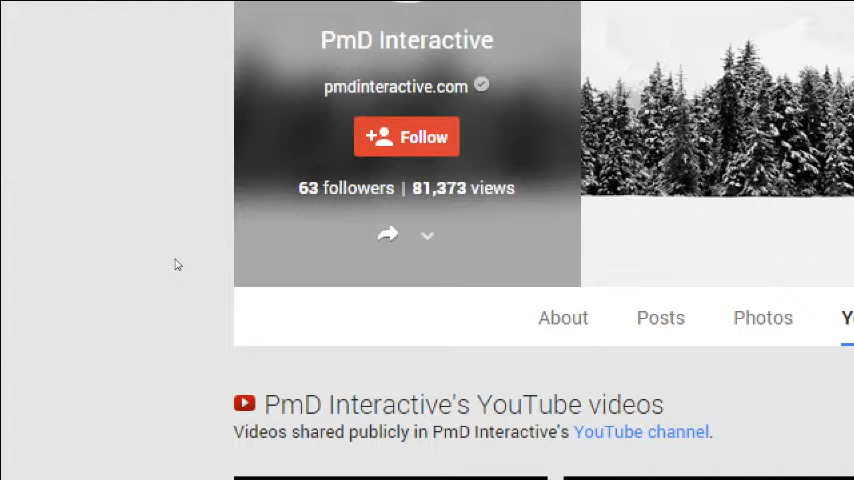 PmD Interactive
pmdinteractive.com
Follow
63 followers | 81,373 views
About Posts Photos
PmD Interactive's YouTube videos
Videos shared publicly in PmD Interactive's YouTube channel.